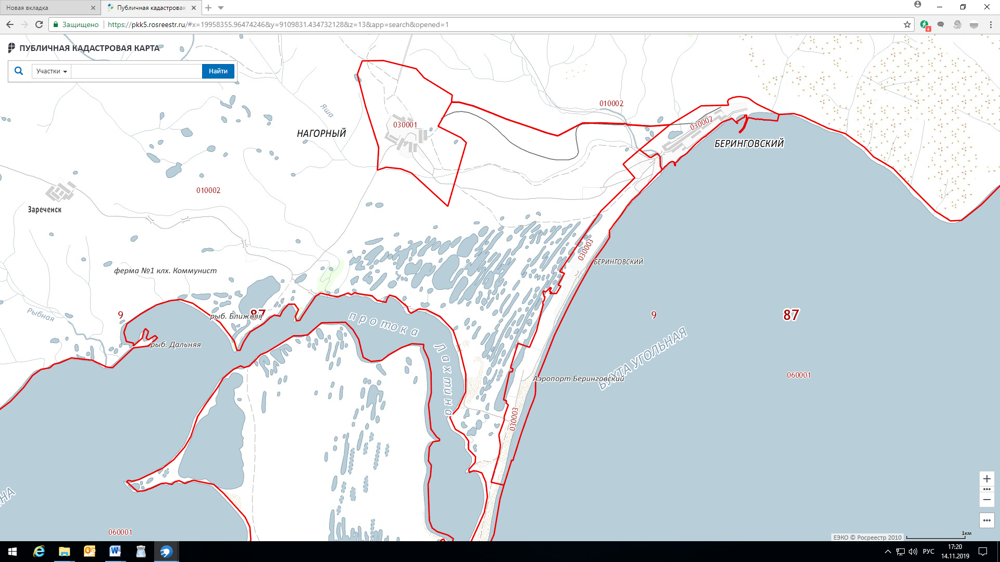 Новая вкладка
Публичная кадастровая
Защищено
https://pkk5.rosreestr.ru/#x=19958355.96474246&y=9109831.434732128&z=13&app=search&opened=1
4
ПУБЛИЧНАЯ КАДАСТРОВАЯ КАРТА
Участки
Найти
010002
Яша
030001
030002
НАГОРНЫЙ
БЕРИНГОВСКИЙ
010002
Зареченск
030003
БЕРИНГОВСКИЙ
ферма №1 клх. Коммунист
Рыбная
9
87
рыб. Ближняя
протока Лахтина
9
87
рыб. Дальняя
БУХТА УГОЛЬНАЯ
060001
Аэропорт Беринговский
030003
НА
060001
1км
ЕЭКО © Росреестр 2010
РУС
17:20
14.11.2019